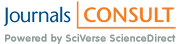 Journals CONSULT
Powered by SciVerse ScienceDirect